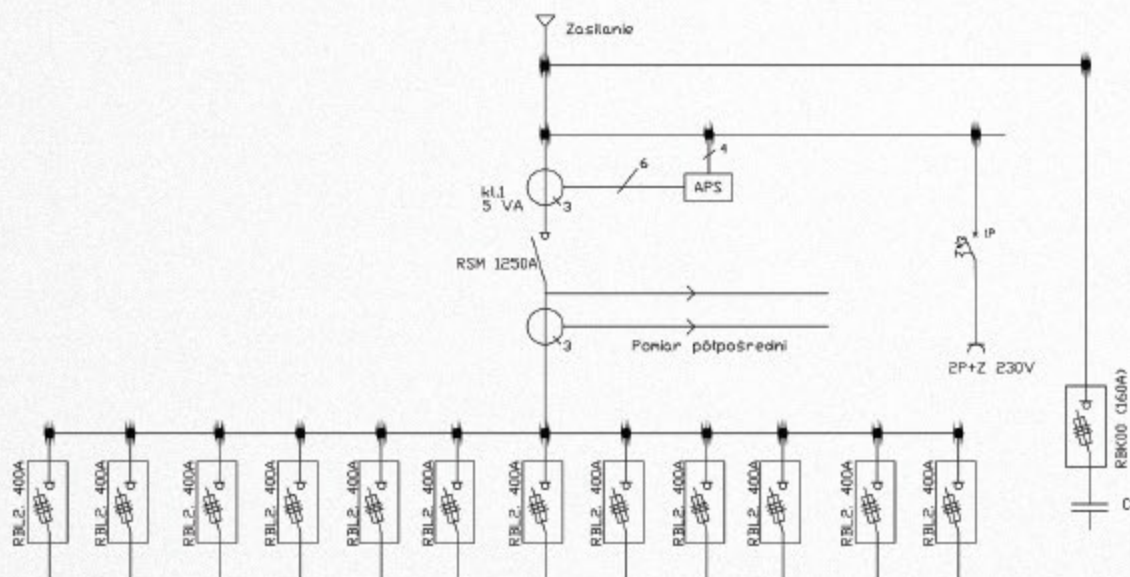 Zasilanie
6
4
APS
kl.1
5 VA
3
1P
RSM 1250A
3
Pomiar półpośredni
2P+Z 230V
RBK00 (160A)
C
RBL2. 400A
RBL2. 400A
RBL2. 400A
RBL2. 400A
RBL2. 400A
RBL2. 400A
RBL2. 400A
RBL2. 400A
RBL2. 400A
RBL2. 400A
RBL2. 400A
RBL2. 400A